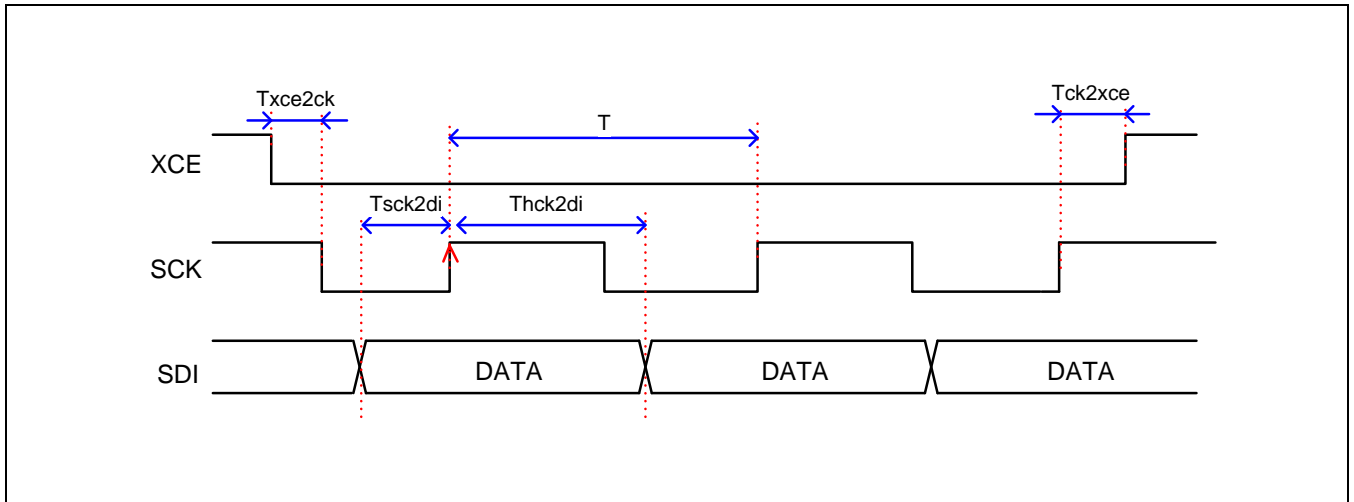 Txce2ck
Tck2xce
T
XCE
Tsck2di
Thck2di
SCK
SDI
DATA
DATA
DATA